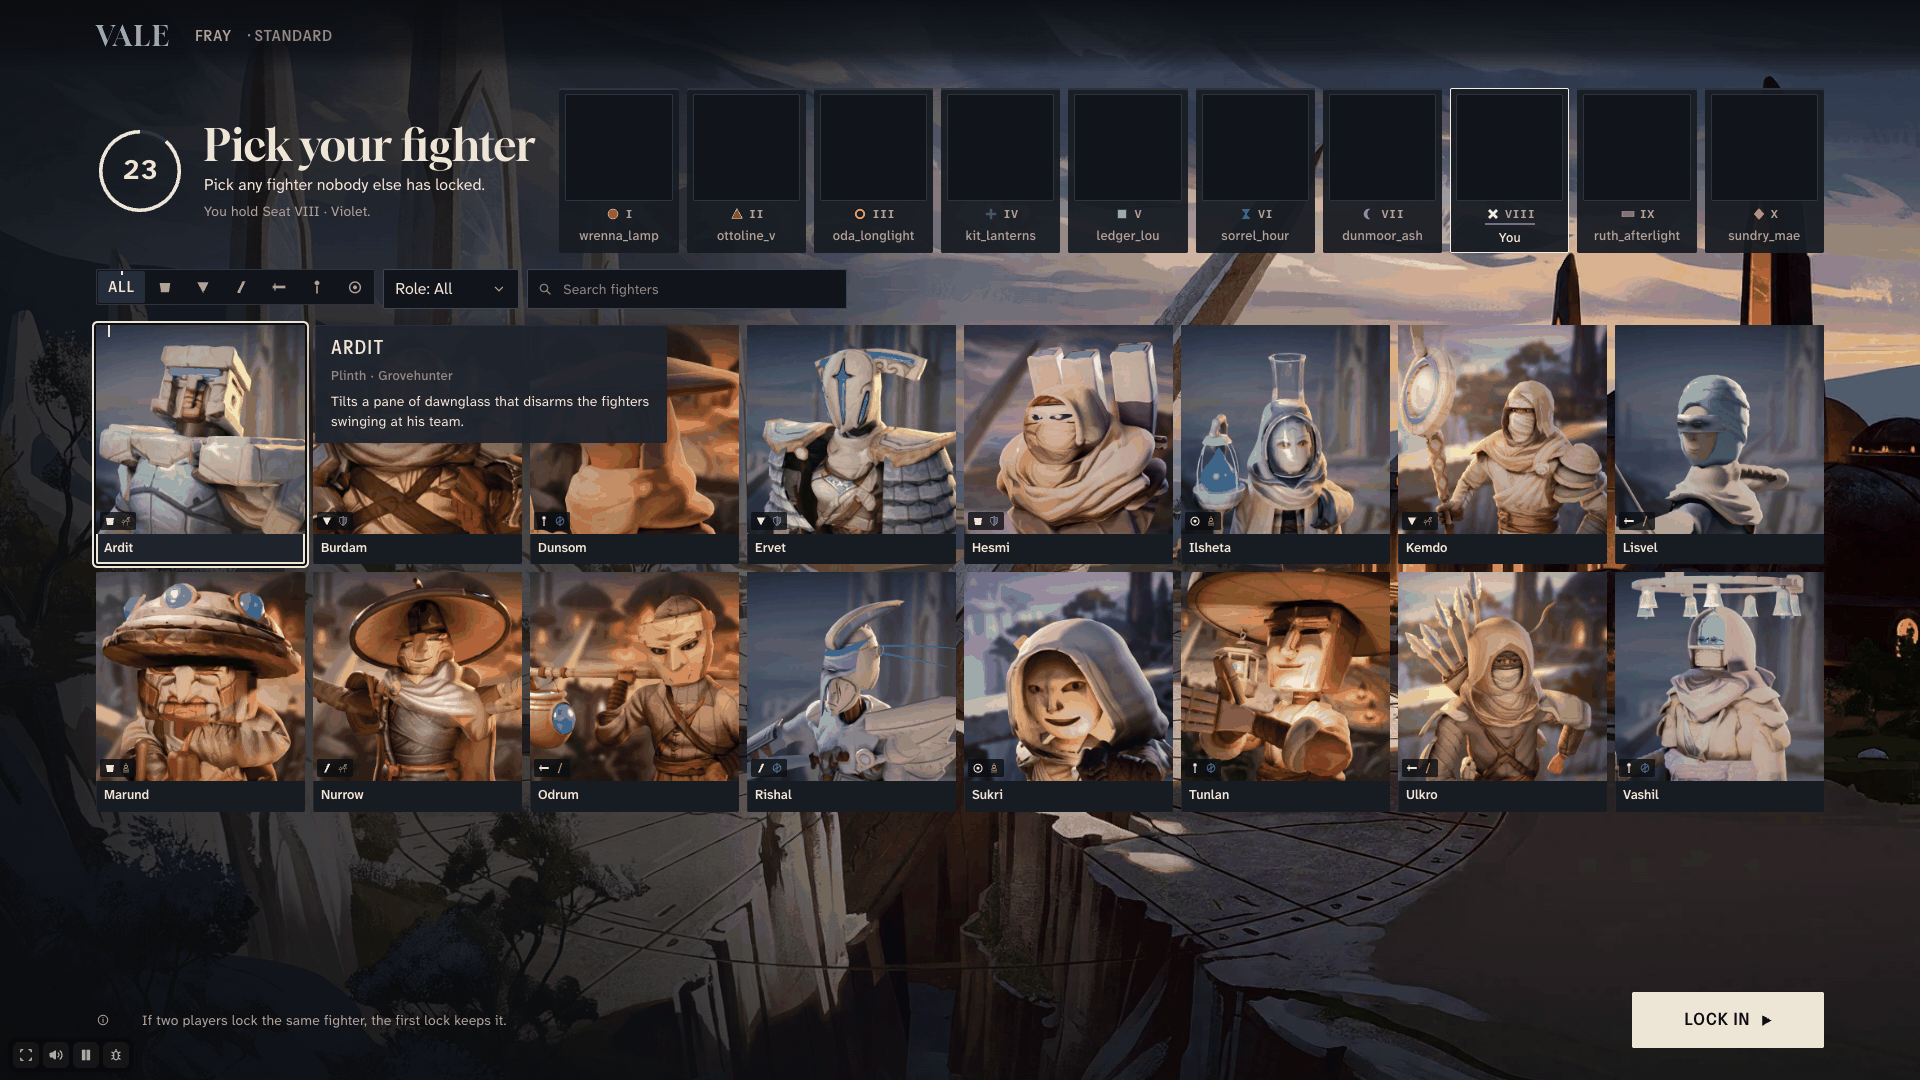 VALE FRAY · STANDARD
23
Pick your fighter
Pick any fighter nobody else has locked.
You hold Seat VIII · Violet.
I
wrenna_lamp
II
ottoline_v
III
oda_longlight
IV
kit_lanterns
V
ledger_lou
VI
sorrel_hour
VII
dunmoor_ash
VIII
You
IX
ruth_afterlight
X
sundry_mae
ALL
Role: All
Search fighters
ARDIT
Plinth · Grovehunter
Tilts a pane of dawnglass that disarms the fighters
swinging at his team.
Ardit
Burdam
Dunsom
Ervet
Hesmi
Ilsheta
Kemdo
Lisvel
Marund
Nurrow
Odrum
Rishal
Sukri
Tunlan
Ulkro
Vashil
If two players lock the same fighter, the first lock keeps it.
LOCK IN